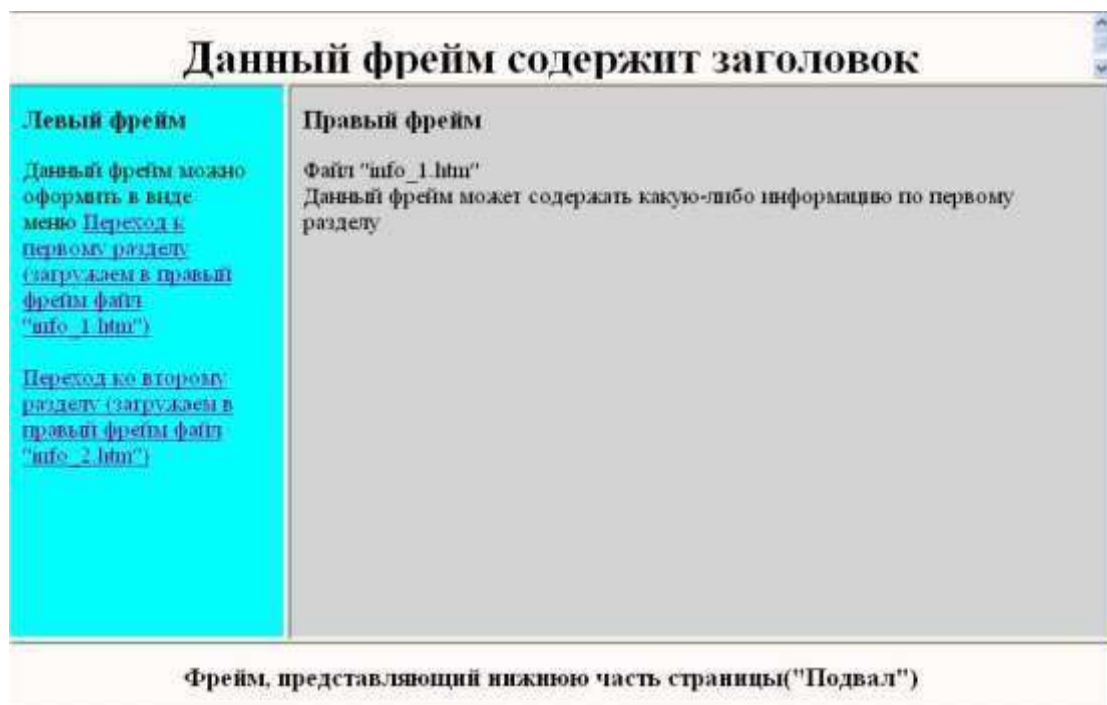 Данный фрейм содержит заголовок
Левый фрейм
Данный фрейм можно
оформить в виде
меню Переход к
первому разделу
(загружаем в правый
фрейм файл
"info_1.htm")
Переход ко второму
разделу (загружаем в
правый фрейм файл
"info_2.htm")
Правый фрейм
Файл "info_1.htm"
Данный фрейм может содержать какую-либо информацию по первому
разделу
Фрейм, представляющий нижнюю часть страницы("Подвал")